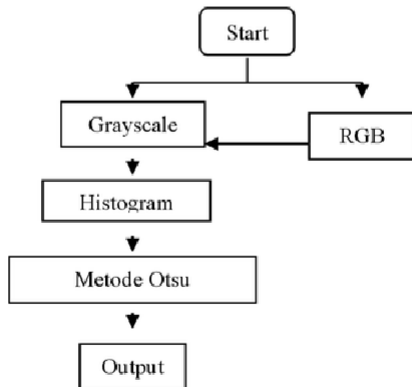 Start
Grayscale
RGB
Histogram
Metode Otsu
Output